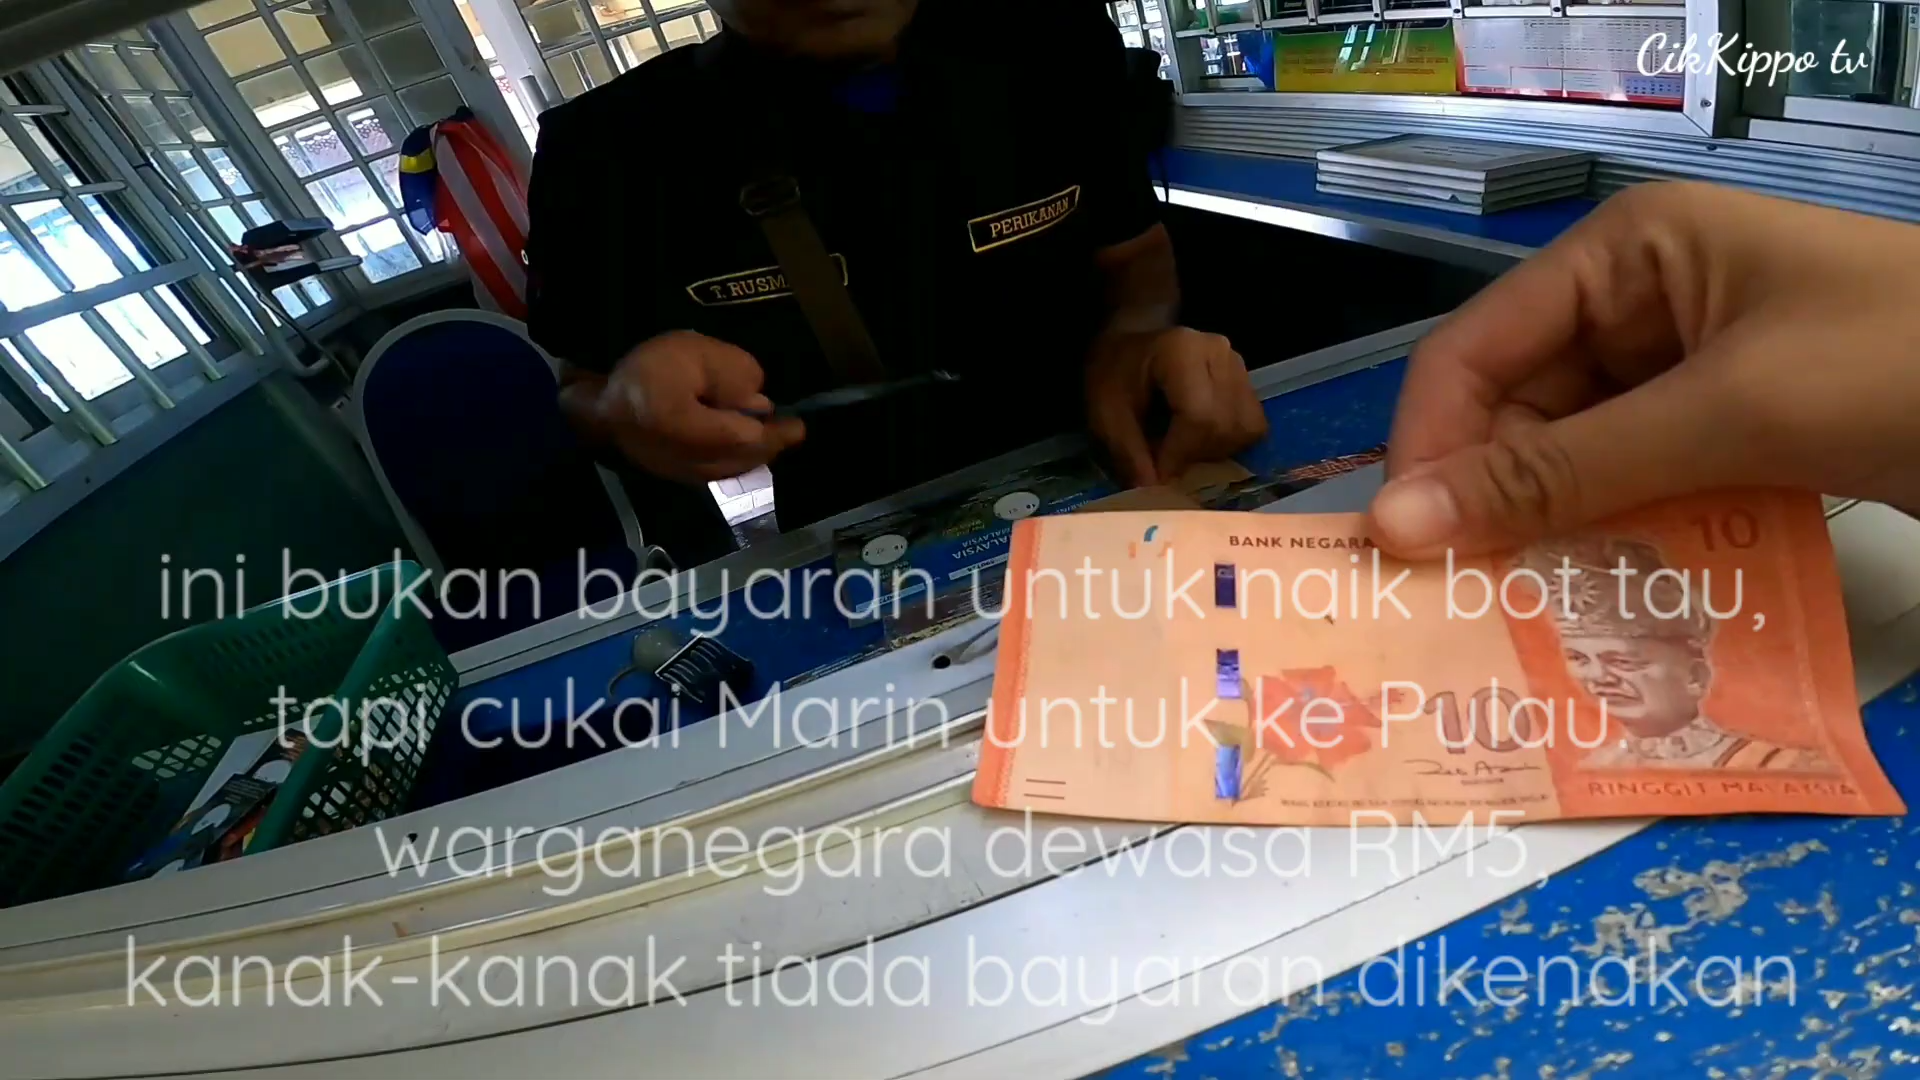 CikKippo tv
PERIKANAN
T. RUSM
BANK NEGARA
10
ini bukan bayaran untuk naik bot tau,
tapi cukai Marin untuk ke Pulau.
10
RINGGIT MALAYSIA
warganegara dewasa RM5,
kanak-kanak tiada bayaran dikenakan